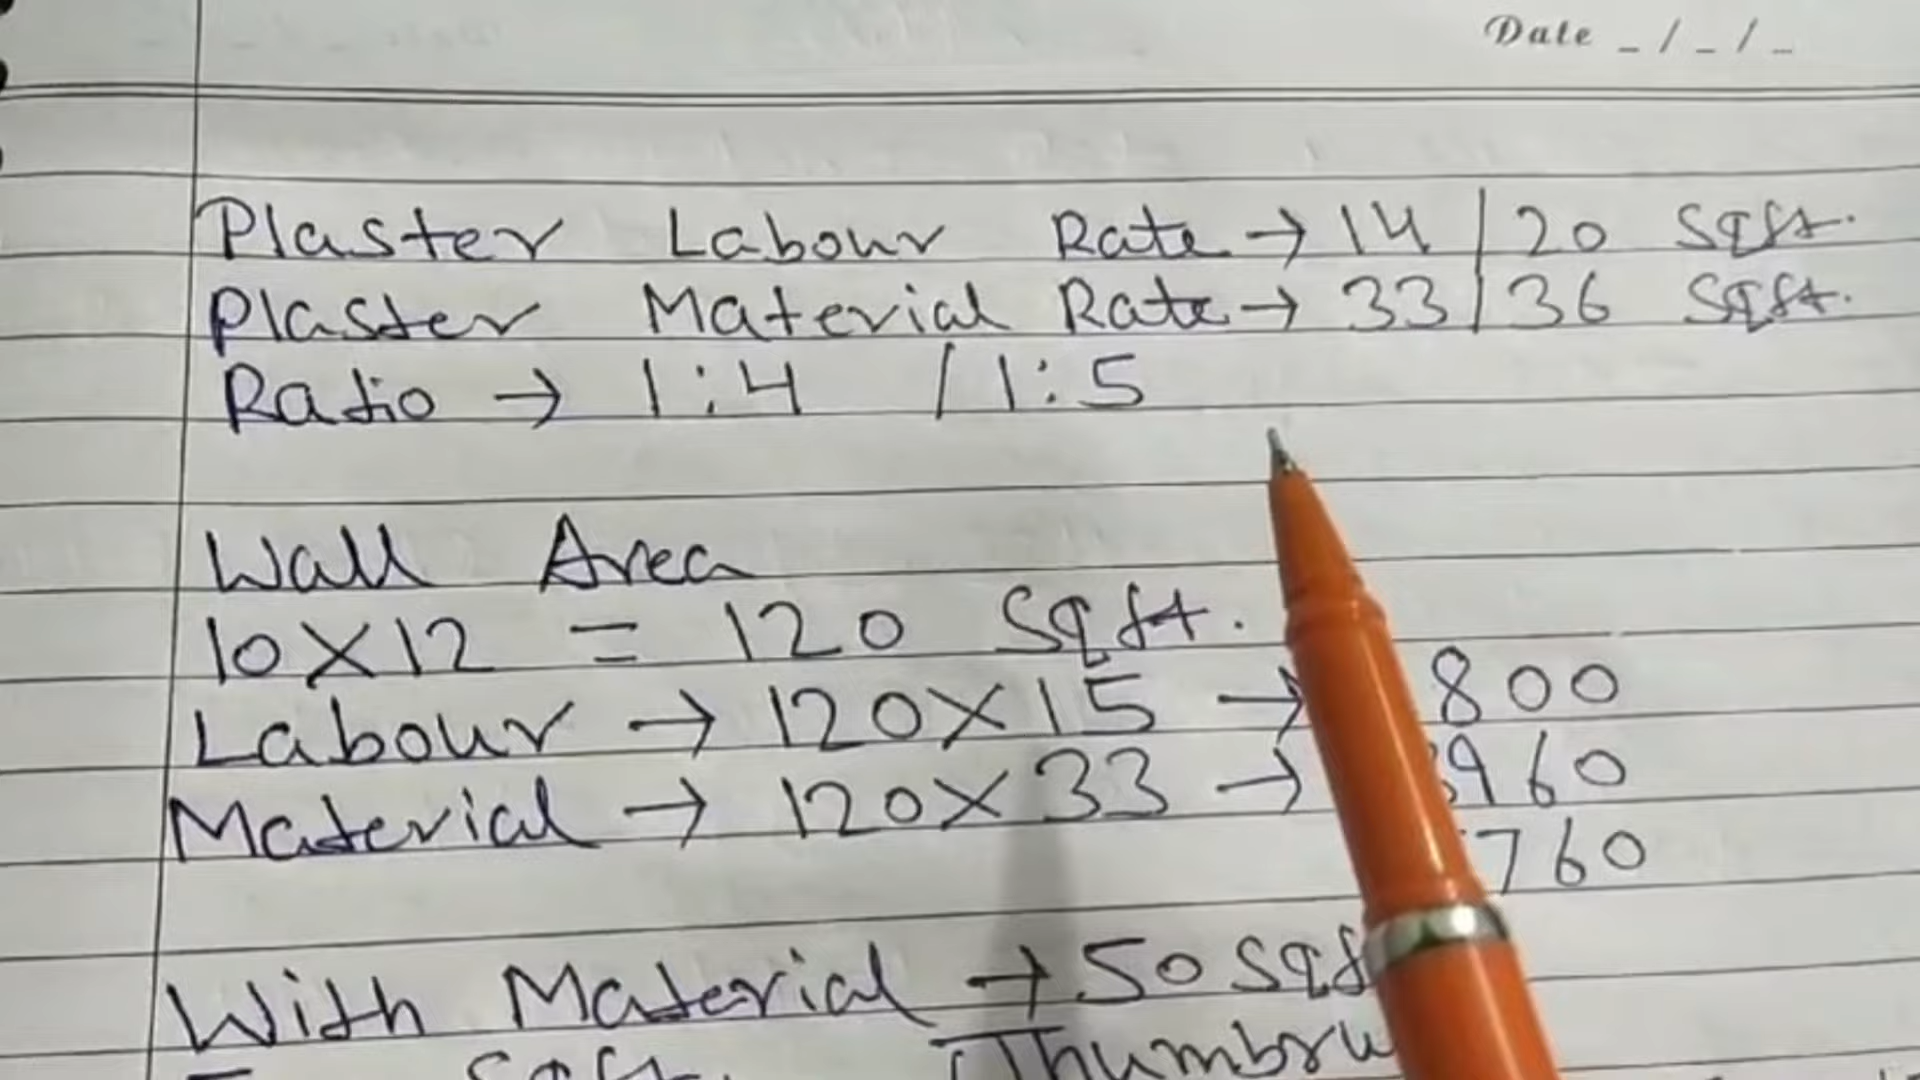 Date _ / _ / _
Plaster Labour Rate → 14 / 20 Sqft.
Plaster Material Rate → 33 / 36 Sqft.
Ratio → 1:4 / 1:5
Wall Area
10 X 12 = 120 Sqft.
Labour → 120 X 15 → 800
Material → 120 X 33 → 960
760
With Material → 50 Sqf
Sqft.